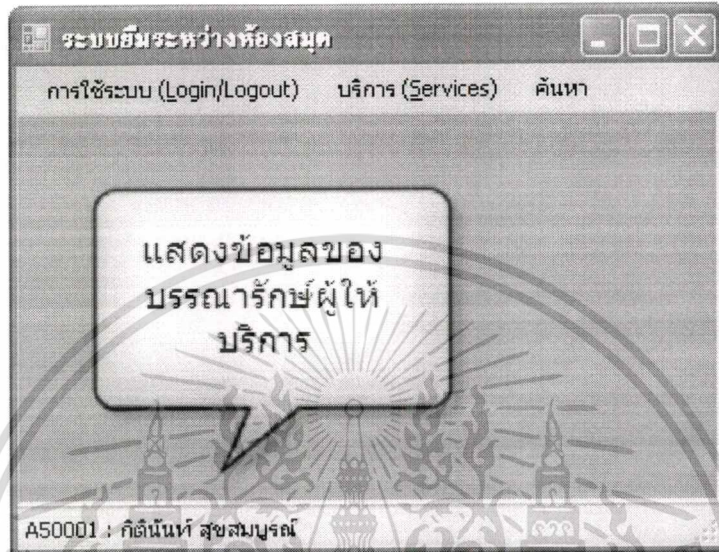 ระบบยืมระหว่างห้องสมุด
การใช้ระบบ (Login/Logout) บริการ (Services) ค้นหา
แสดงข้อมูลของ
บรรณารักษ์ผู้ให้
บริการ
A50001 : กิตินันท์ สุขสมบูรณ์